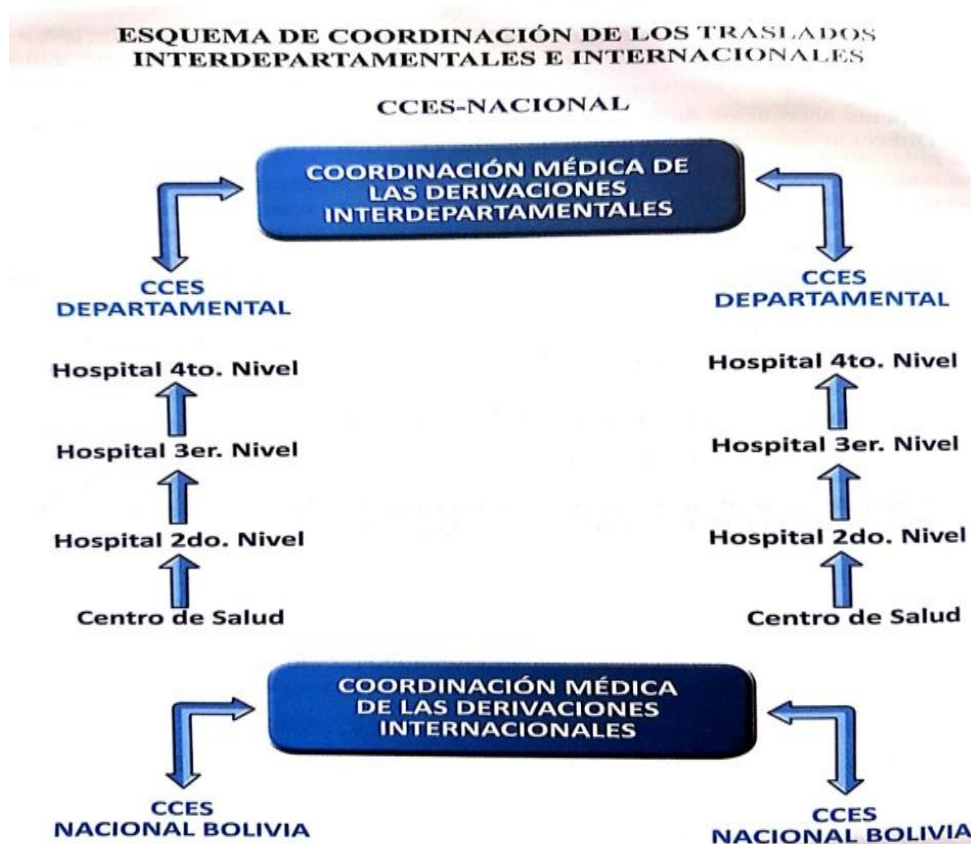 ESQUEMA DE COORDINACIÓN DE LOS TRASLADOS
INTERDEPARTAMENTALES E INTERNACIONALES
CCES-NACIONAL
COORDINACIÓN MÉDICA DE
LAS DERIVACIONES
INTERDEPARTAMENTALES
CCES
DEPARTAMENTAL
Hospital 4to. Nivel
Hospital 3er. Nivel
Hospital 2do. Nivel
Centro de Salud
CCES
DEPARTAMENTAL
Hospital 4to. Nivel
Hospital 3er. Nivel
Hospital 2do. Nivel
Centro de Salud
COORDINACIÓN MÉDICA
DE LAS DERIVACIONES
INTERNACIONALES
CCES
NACIONAL BOLIVIA
CCES
NACIONAL BOLIVIA